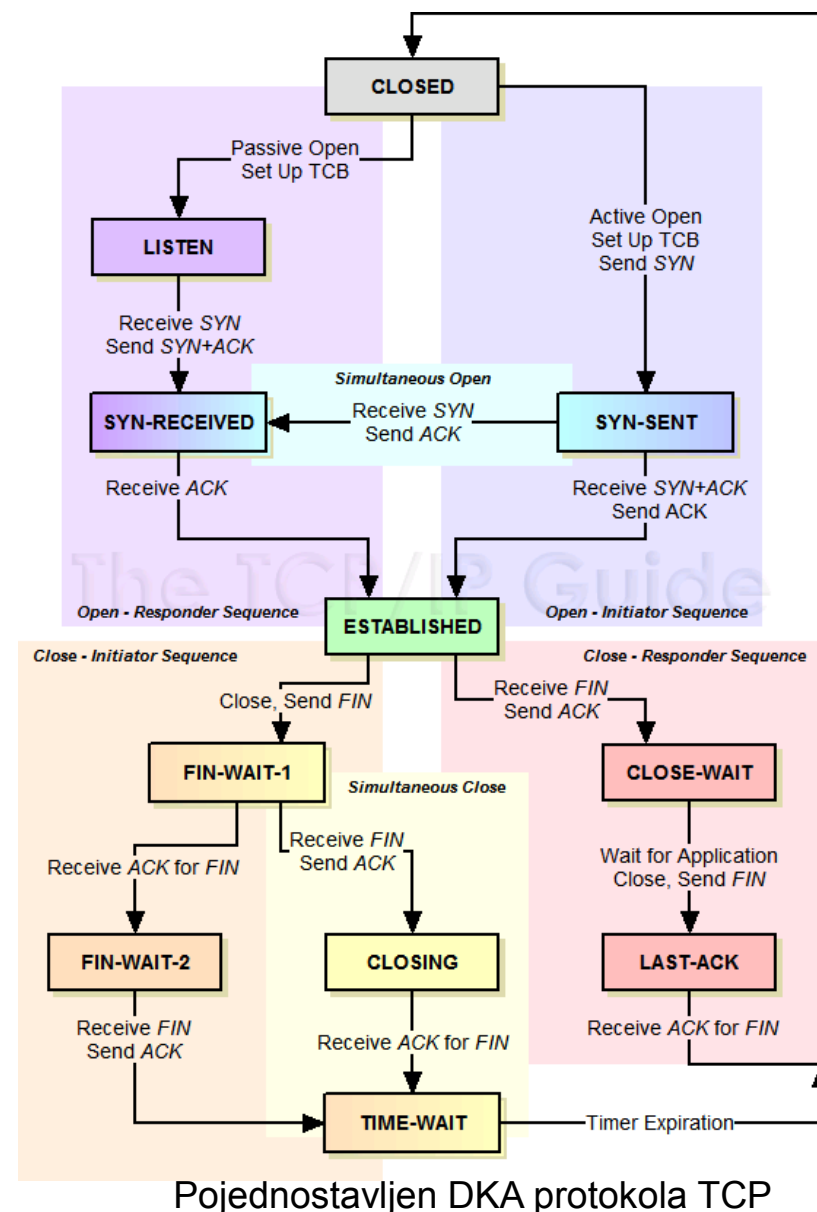 CLOSED
Passive Open
Set Up TCB
Active Open
Set Up TCB
Send SYN
LISTEN
Receive SYN
Send SYN+ACK
Simultaneous Open
SYN-RECEIVED
Receive SYN
Send ACK
SYN-SENT
Receive ACK
Receive SYN+ACK
Send ACK
The TCP/IP Guide
Open - Responder Sequence
ESTABLISHED
Open - Initiator Sequence
Close - Initiator Sequence
Close - Responder Sequence
Close, Send FIN
Receive FIN
Send ACK
FIN-WAIT-1
Simultaneous Close
CLOSE-WAIT
Receive ACK for FIN
Receive FIN
Send ACK
Wait for Application
Close, Send FIN
FIN-WAIT-2
CLOSING
LAST-ACK
Receive FIN
Send ACK
Receive ACK for FIN
Receive ACK for FIN
TIME-WAIT
Timer Expiration
Pojednostavljen DKA protokola TCP